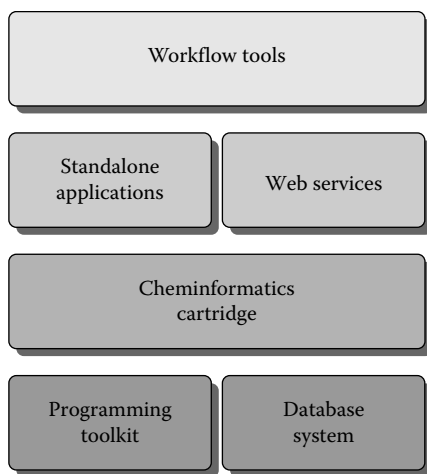 Workflow tools
Standalone
applications
Web services
Cheminformatics
cartridge
Programming
toolkit
Database
system